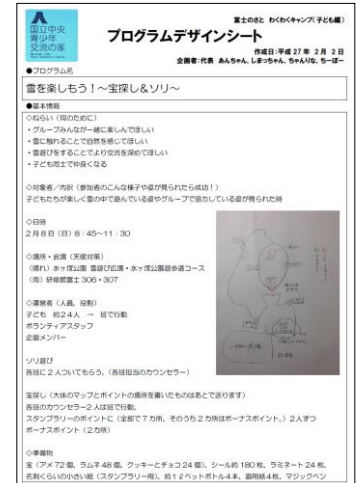 国立中央
青少年
交流の家
富士のさと わくわくキャンプ(子ども編)
プログラムデザインシート
作成日:平成 27 年 2 月 2 日
企画者:代表 あんちゃん、しまっちゃん、ちゃんりな、ちーぼー
●プログラム名
雪を楽しもう!~宝探し&ソリ~
●基本情報
◇ねらい(何のために)
・グループみんなが一緒に楽しんでほしい
・雪に触れることで自然を感じてほしい
・雪遊びをすることでより交流を深めてほしい
・子ども同士で仲良くなる
◇対象者/内訳(参加者のこんな様子や姿が見られたら成功!)
子どもたちが楽しく雪の中で遊んでいる姿やグループで協力している姿が見られた時
◇日時
2月8日(日)8:45~11:30
◇場所・会場(天候対策)
(晴れ)水ヶ塚公園 雪遊び広場・水ヶ塚公園遊歩道コース
(雨)研修館富士 306・307
◇運営者(人員、役割)
子ども 約24人 → 班で行動
ボランティアスタッフ
企画メンバー
ソリ遊び
各班に2人ついてもらう。(各班担当のカウンセラー)
宝探し(大体のマップとポイントの場所を書いたものはあとで送ります)
各班のカウンセラー2人は班で行動。
スタンプラリーのポイントに(全部で7カ所、そのうち2カ所はボーナスポイント。)2人ずつ
ボーナスポイント(2カ所)
◇準備物
宝(アメ72個、ラムネ48個、クッキーとチョコ24個)、シール約180枚、ラミネート24枚、
名刺くらいの小さい紙(スタンプラリー用)、約1ℓペットボトル4本、画用紙4枚、マジックペン